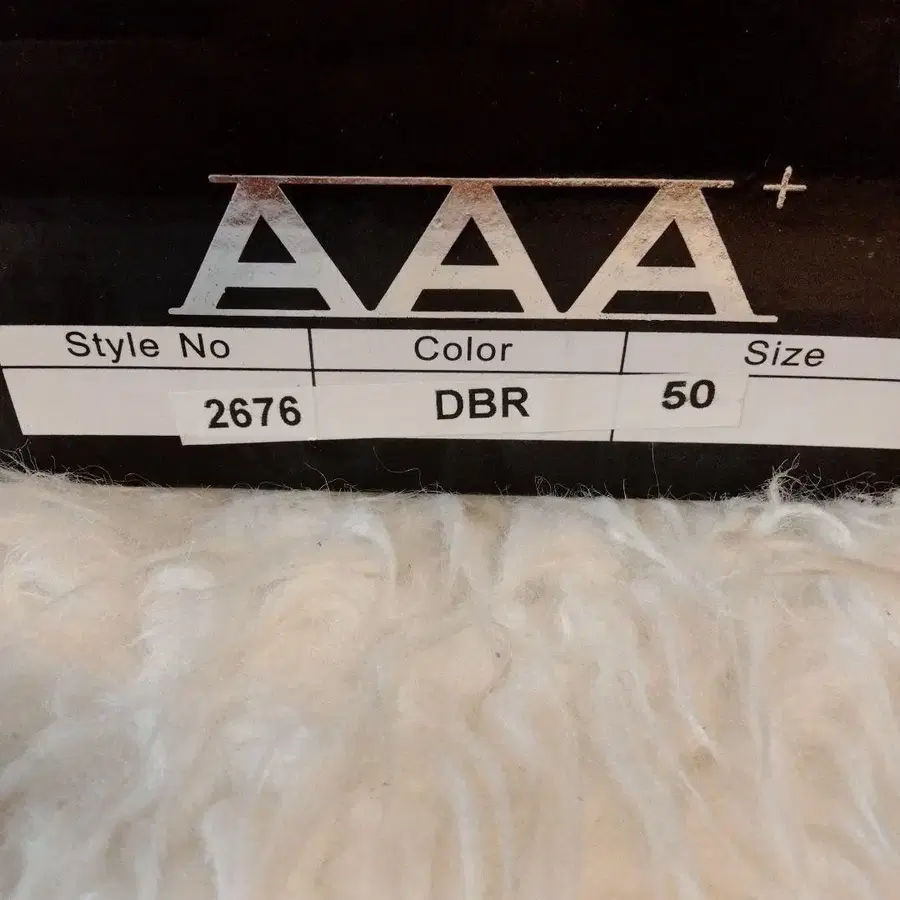 AAA+
Style No Color Size
2676 DBR 50